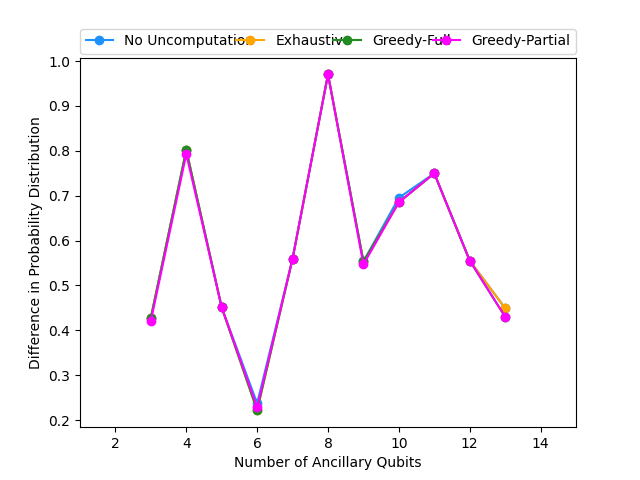 No Uncomputation Exhaustive Greedy-Full Greedy-Partial
1.0
0.9
0.8
0.7
0.6
0.5
0.4
0.3
0.2
Difference in Probability Distribution
2 4 6 8 10 12 14
Number of Ancillary Qubits